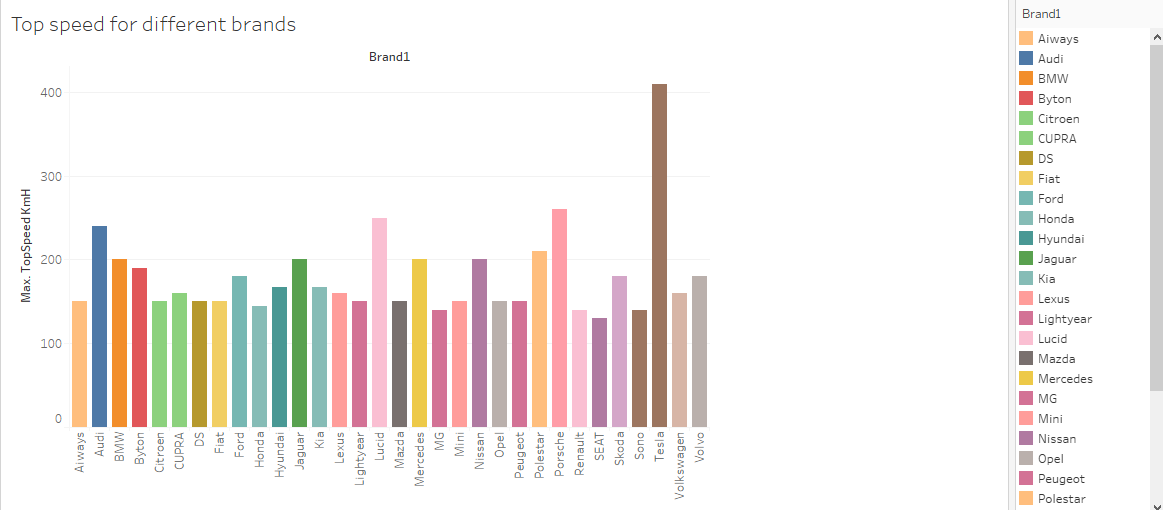 Top speed for different brands
Brand1
Max. TopSpeed KmH
400
300
200
100
0
Aiways
Audi
BMW
Byton
Citroen
CUPRA
DS
Fiat
Ford
Honda
Hyundai
Jaguar
Kia
Lexus
Lightyear
Lucid
Mazda
Mercedes
MG
Mini
Nissan
Opel
Peugeot
Polestar
Porsche
Renault
SEAT
Skoda
Sono
Tesla
Volkswagen
Volvo
Brand1
Aiways
Audi
BMW
Byton
Citroen
CUPRA
DS
Fiat
Ford
Honda
Hyundai
Jaguar
Kia
Lexus
Lightyear
Lucid
Mazda
Mercedes
MG
Mini
Nissan
Opel
Peugeot
Polestar